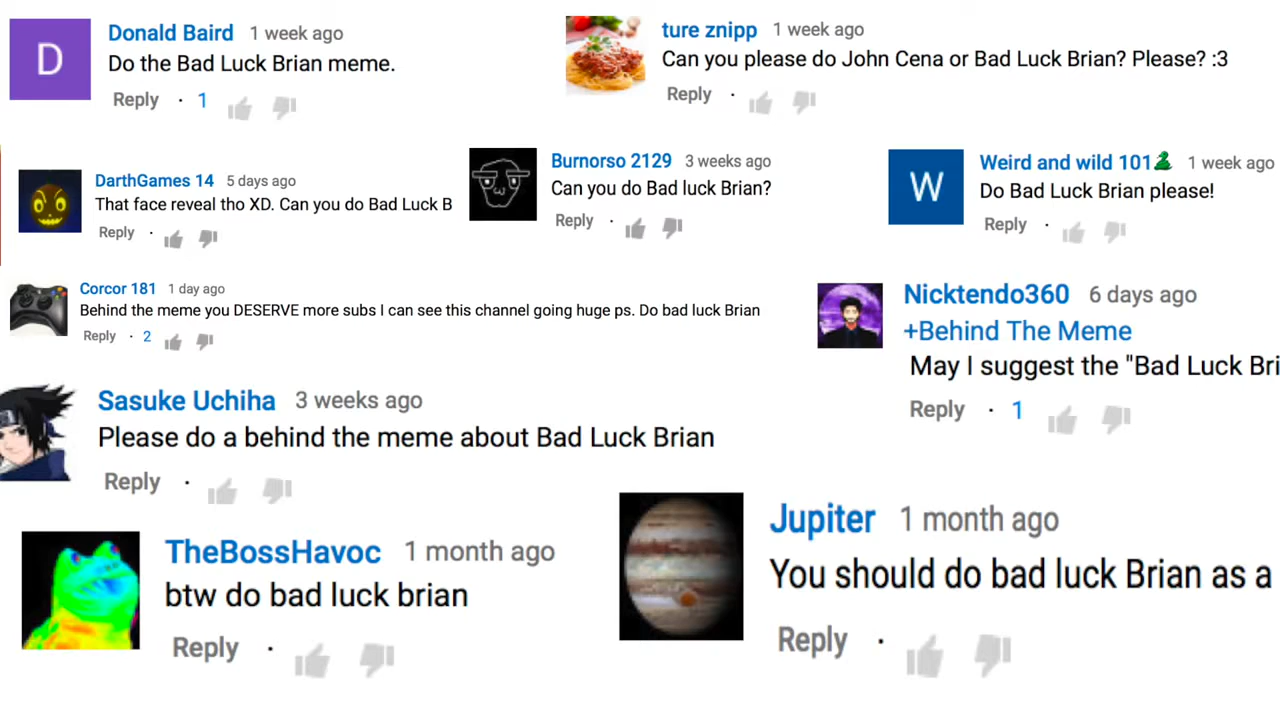 D
Donald Baird 1 week ago
Do the Bad Luck Brian meme.
Reply · 1
ture znipp 1 week ago
Can you please do John Cena or Bad Luck Brian? Please? :3
Reply ·
DarthGames 14 5 days ago
That face reveal tho XD. Can you do Bad Luck B
Reply ·
Burnorso 2129 3 weeks ago
Can you do Bad luck Brian?
Reply ·
W
Weird and wild 101 1 week ago
Do Bad Luck Brian please!
Reply ·
Corcor 181 1 day ago
Behind the meme you DESERVE more subs I can see this channel going huge ps. Do bad luck Brian
Reply · 2
Nicktendo360 6 days ago
+Behind The Meme
May I suggest the "Bad Luck Bri
Reply · 1
Sasuke Uchiha 3 weeks ago
Please do a behind the meme about Bad Luck Brian
Reply ·
TheBossHavoc 1 month ago
btw do bad luck brian
Reply ·
Jupiter 1 month ago
You should do bad luck Brian as a
Reply ·